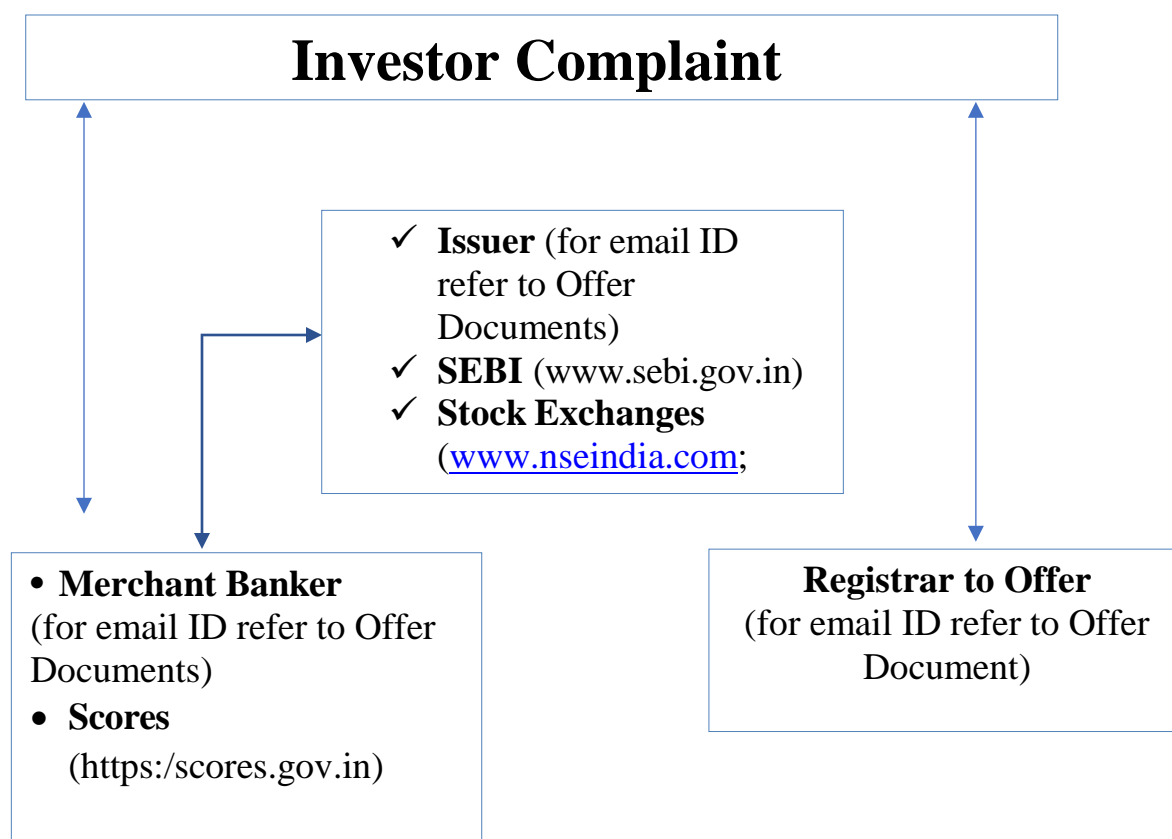 Investor Complaint
✓ Issuer (for email ID
refer to Offer
Documents)
✓ SEBI (www.sebi.gov.in)
✓ Stock Exchanges
(www.nseindia.com;
• Merchant Banker
(for email ID refer to Offer
Documents)
• Scores
(https:/scores.gov.in)
Registrar to Offer
(for email ID refer to Offer
Document)